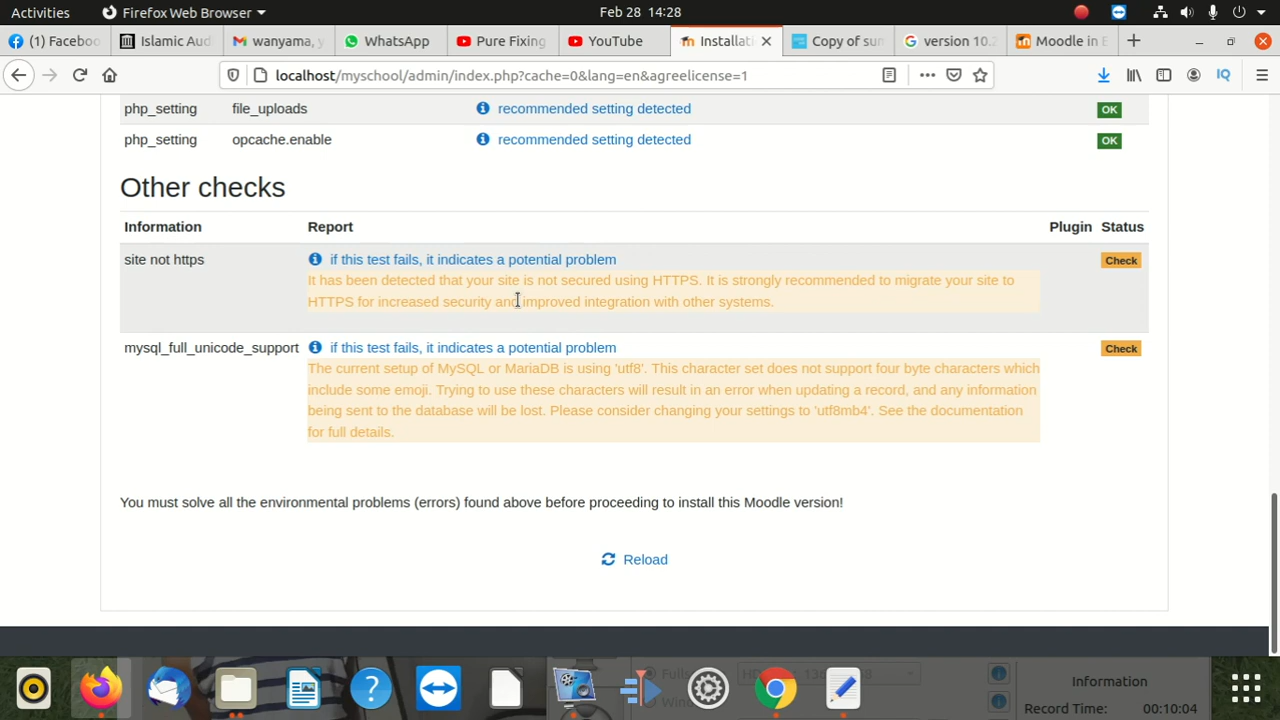 Activities
Firefox Web Browser
Feb 28 14:28
(1) Faceboo
Islamic Aud
wanyama, y
WhatsApp
Pure Fixing
YouTube
Installati
Copy of sum
version 10.2
Moodle in E
localhost/myschool/admin/index.php?cache=0&lang=en&agreelicense=1
IQ
php_setting file_uploads recommended setting detected OK
php_setting opcache.enable recommended setting detected OK
Other checks
Information Report Plugin Status
site not https if this test fails, it indicates a potential problem Check
It has been detected that your site is not secured using HTTPS. It is strongly recommended to migrate your site to
HTTPS for increased security and improved integration with other systems.
mysql_full_unicode_support if this test fails, it indicates a potential problem Check
The current setup of MySQL or MariaDB is using 'utf8'. This character set does not support four byte characters which
include some emoji. Trying to use these characters will result in an error when updating a record, and any information
being sent to the database will be lost. Please consider changing your settings to 'utf8mb4'. See the documentation
for full details.
You must solve all the environmental problems (errors) found above before proceeding to install this Moodle version!
Reload
Information
Record Time: 00:10:04